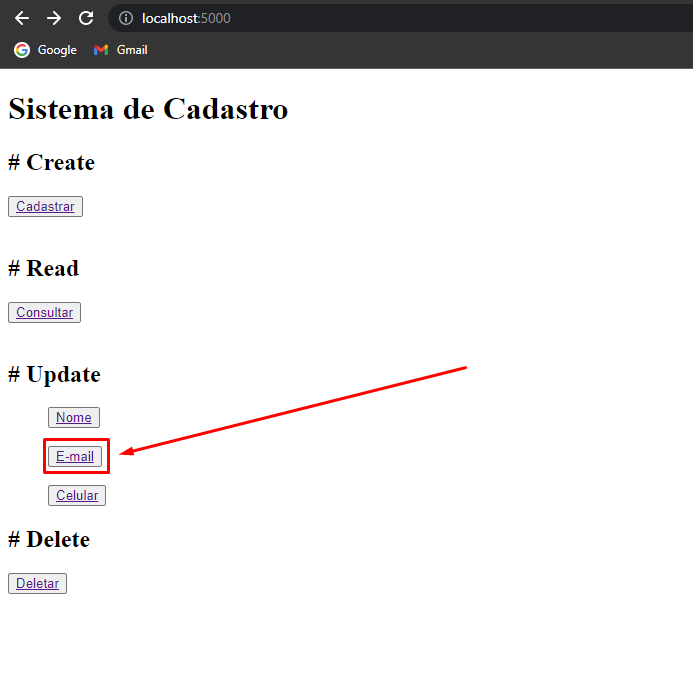 localhost:5000
Google Gmail
Sistema de Cadastro
# Create
Cadastrar
# Read
Consultar
# Update
Nome
E-mail
Celular
# Delete
Deletar